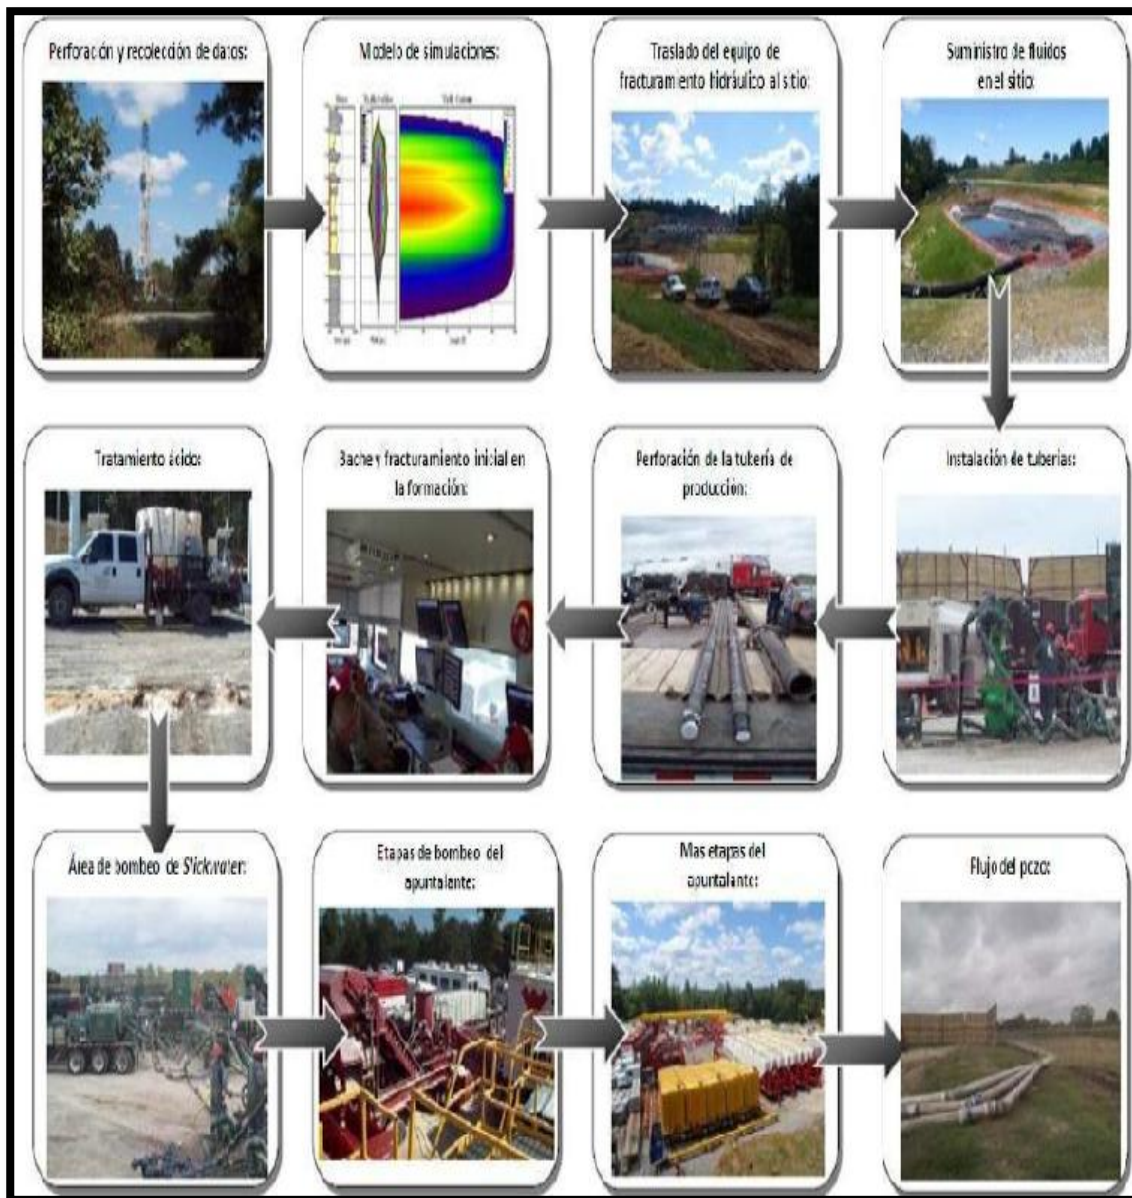 Perforación y recolección de datos:
Modelo de simulaciones:
Traslado del equipo de
fracturamiento hidráulico al sitio:
Suministro de fluidos
en el sitio:
Instalación de tuberías:
Perforación de la tubería de
producción:
Bache y fracturamiento inicial en
la formación:
Tratamiento ácido:
Área de bombeo de Slickwater:
Etapas de bombeo del
apuntalante:
Mas etapas del
apuntalante:
Flujo del pozo: